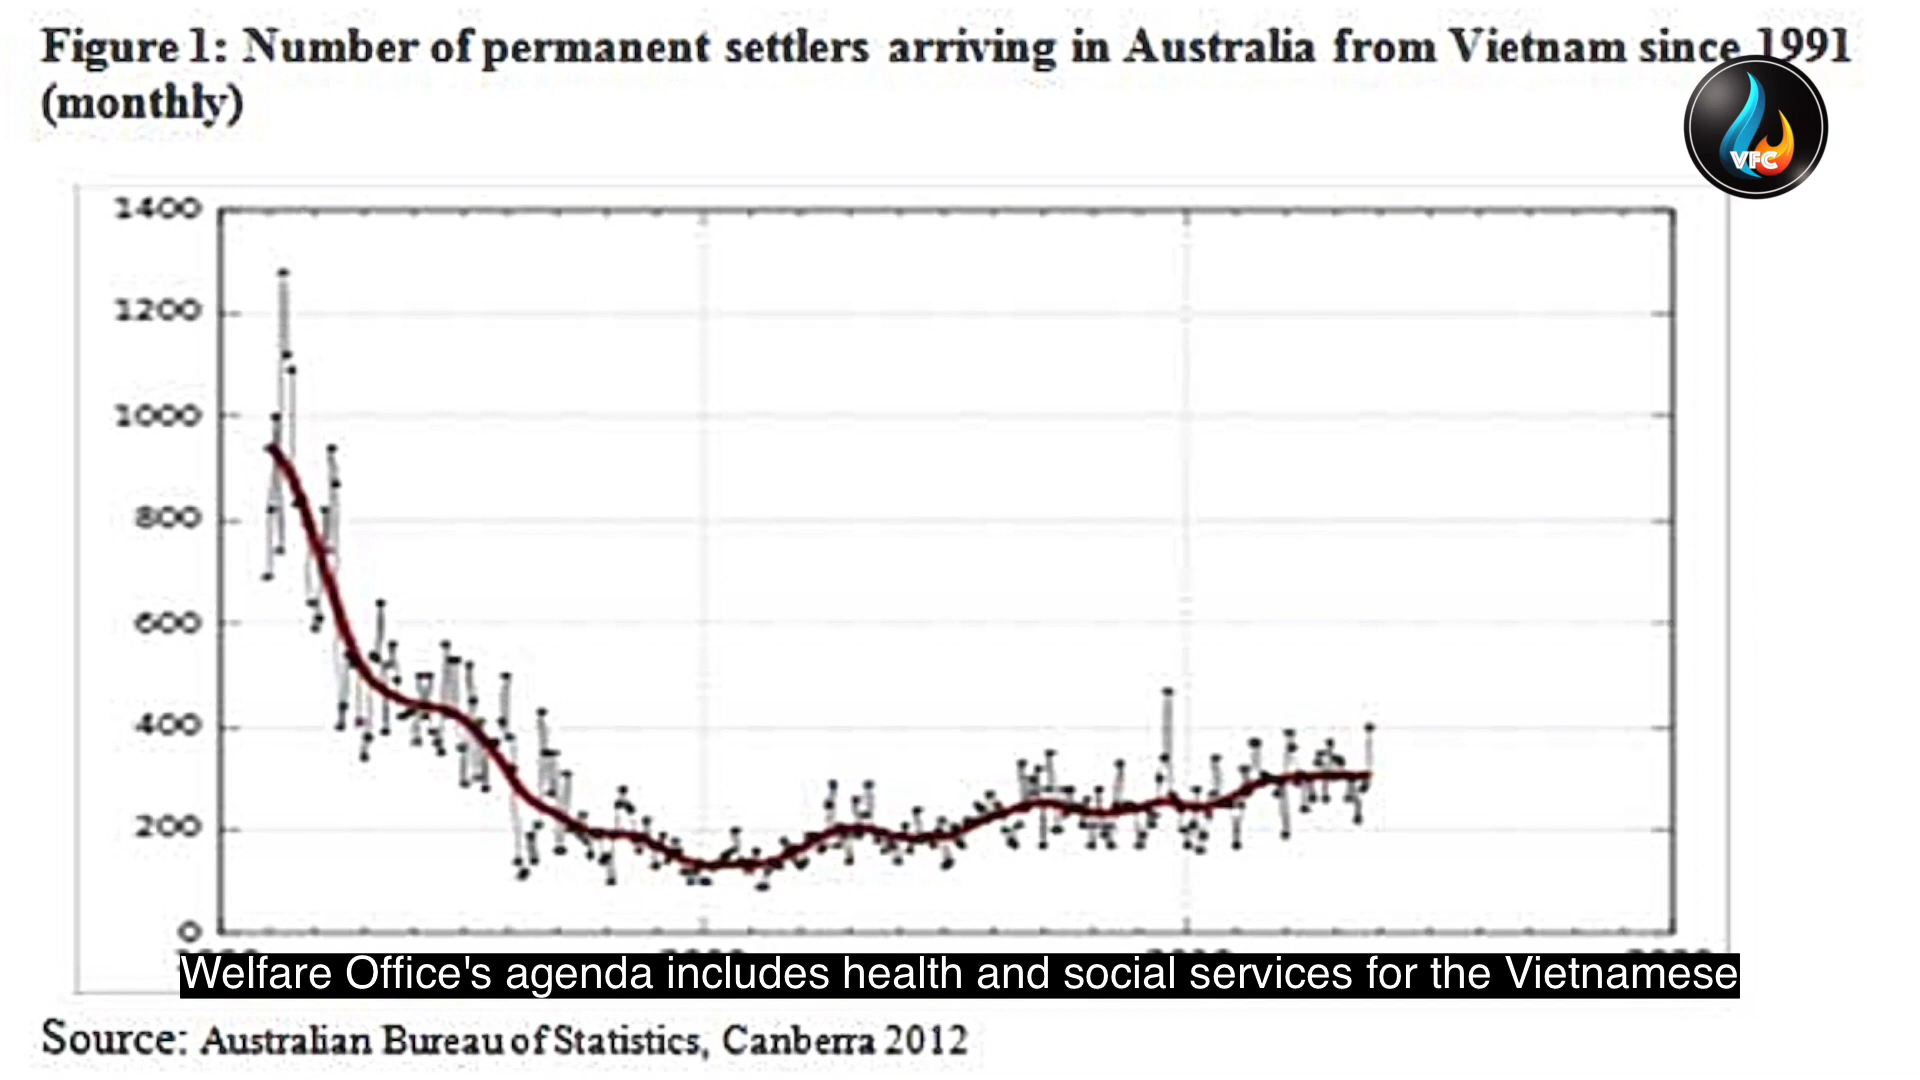 Figure 1: Number of permanent settlers arriving in Australia from Vietnam since 1991
(monthly)
VFC
1400
1200
1000
800
600
400
200
0
Welfare Office's agenda includes health and social services for the Vietnamese
Source: Australian Bureau of Statistics, Canberra 2012